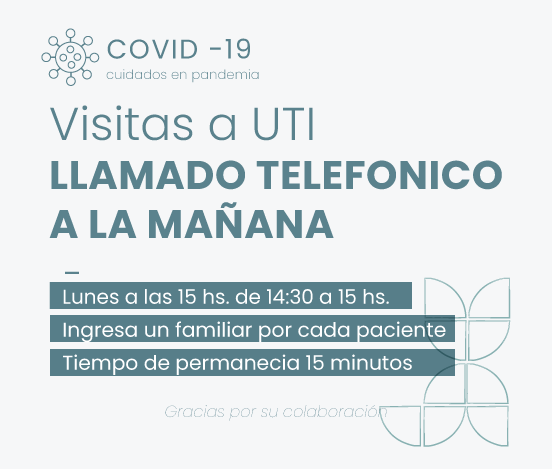 COVID -19
cuidados en pandemia
Visitas a UTI
LLAMADO TELEFONICO
A LA MAÑANA
Lunes a las 15 hs. de 14:30 a 15 hs.
Ingresa un familiar por cada paciente
Tiempo de permanecia 15 minutos
Gracias por su colaboración